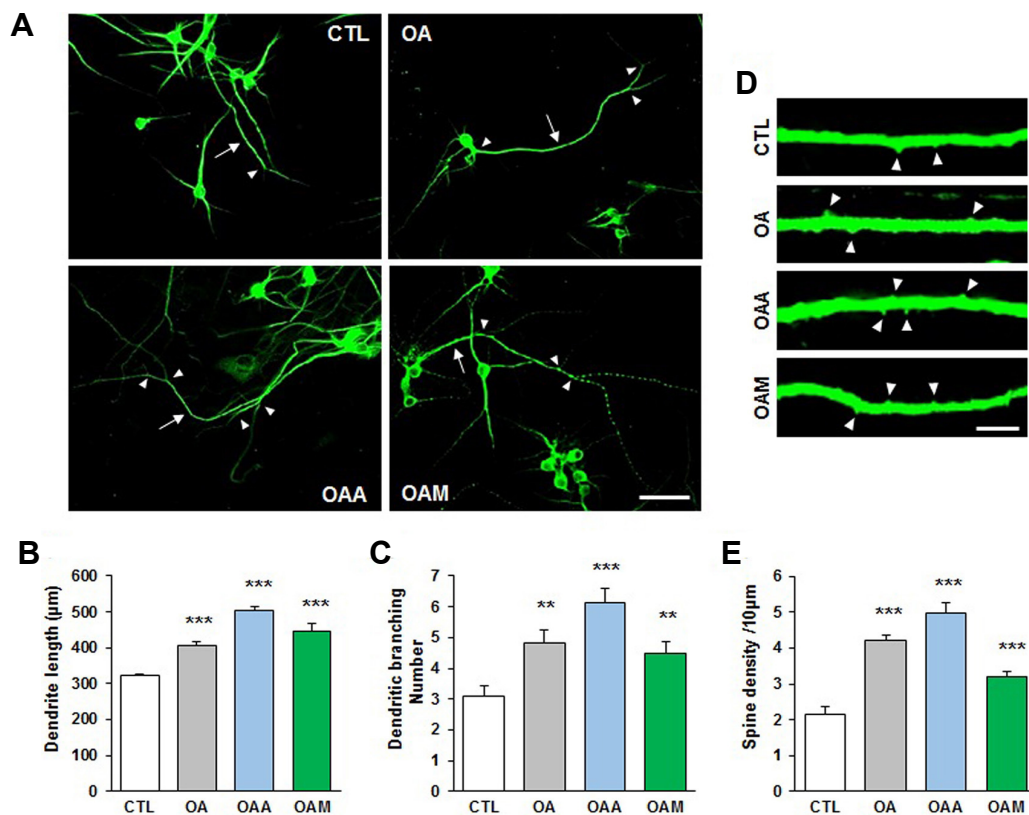 A
CTL
OA
OAA
OAM
D
CTL
OA
OAA
OAM
B
Dendrite length (µm)
600
500
400
300
200
100
0
***
***
***
CTL OA OAA OAM
C
Dendritic branching
Number
7
6
5
4
3
2
1
0
**
***
**
CTL OA OAA OAM
E
Spine density /10µm
6
5
4
3
2
1
0
***
***
***
CTL OA OAA OAM